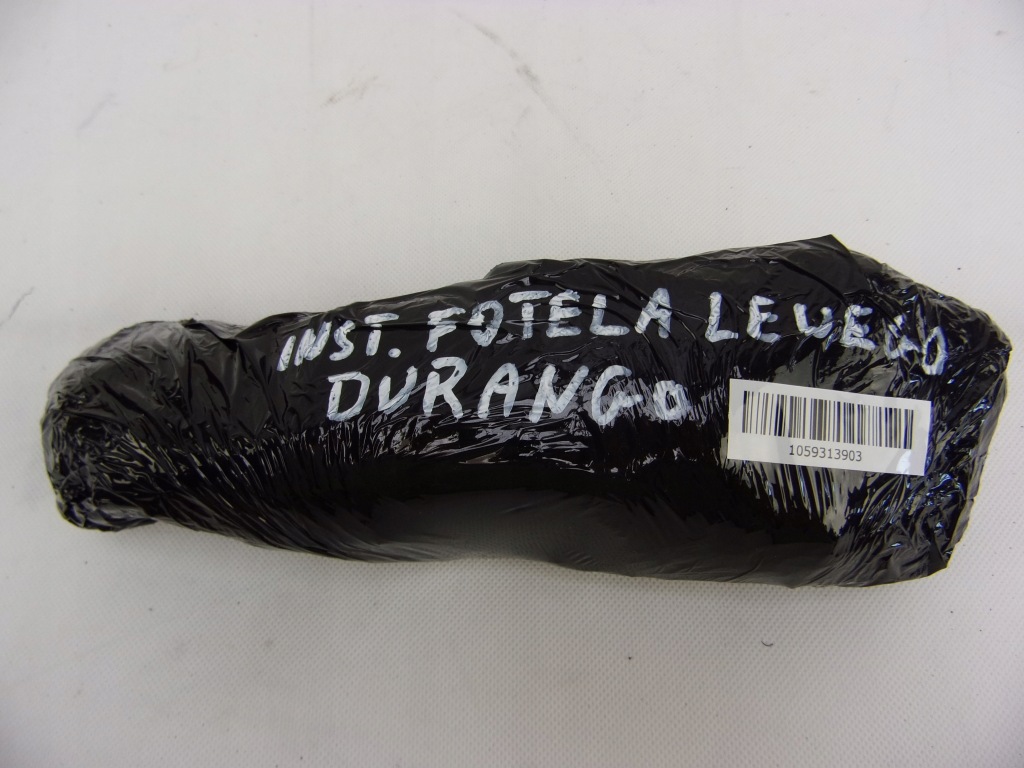 INST. FOTELA LEWEGO
DURANGO
1059313903